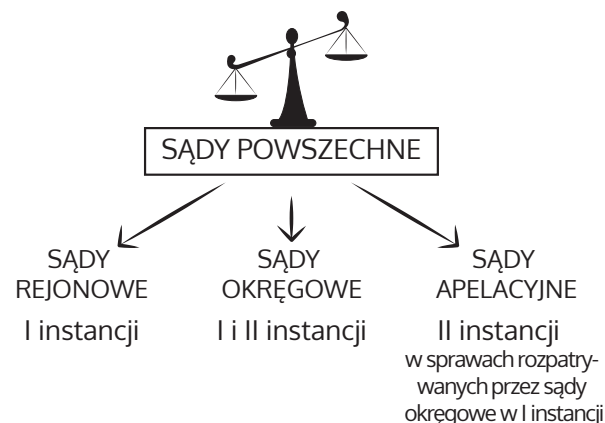 SĄDY POWSZECHNE
SĄDY
REJONOWE
I instancji
SĄDY
OKRĘGOWE
I i II instancji
SĄDY
APELACYJNE
II instancji
w sprawach rozpatry-
wanych przez sądy
okręgowe w I instancji